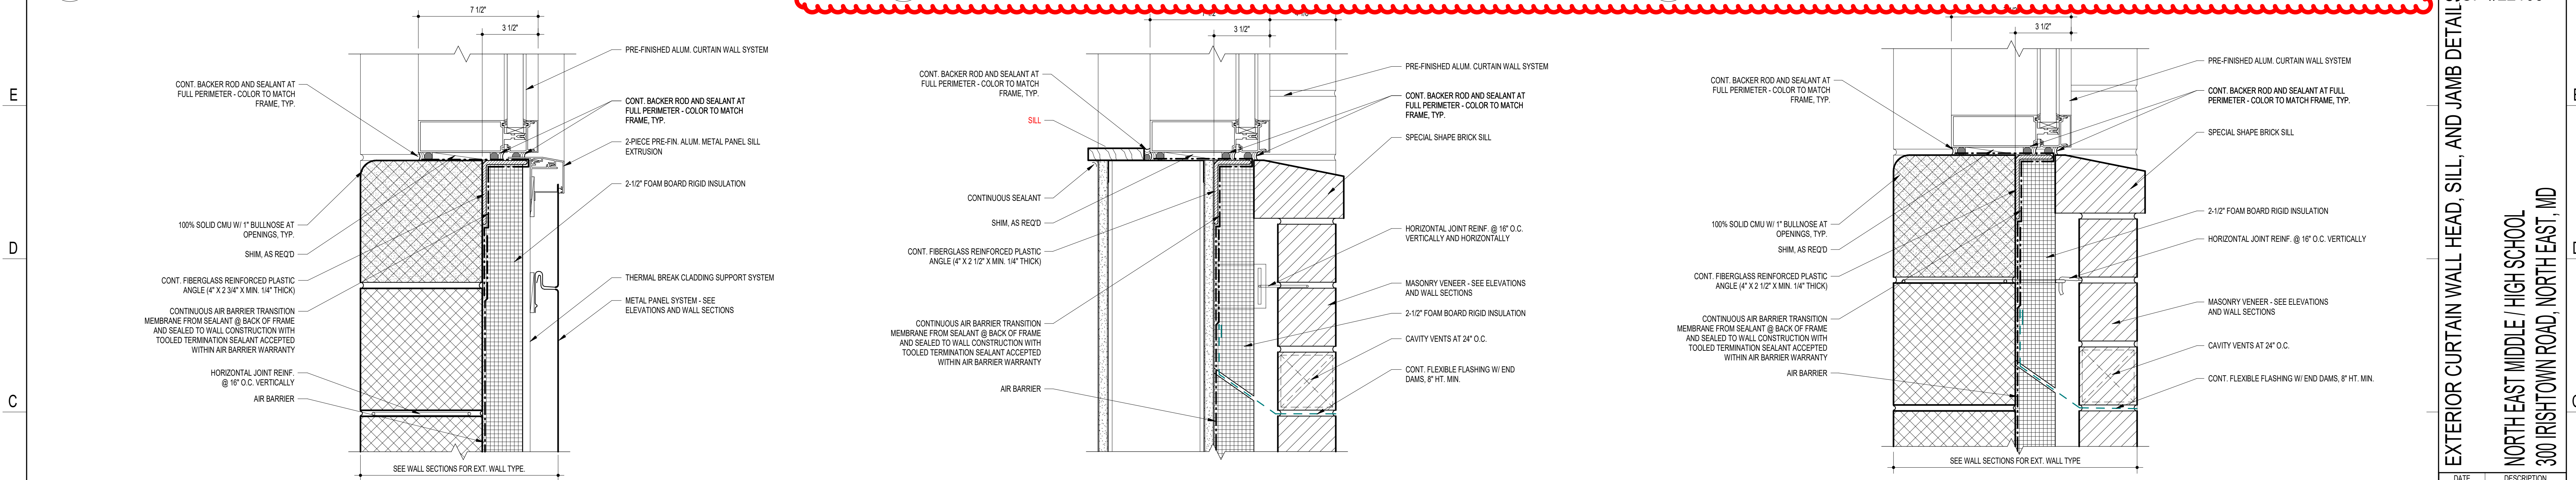 7 1/2"
3 1/2"
PRE-FINISHED ALUM. CURTAIN WALL SYSTEM
CONT. BACKER ROD AND SEALANT AT
FULL PERIMETER - COLOR TO MATCH
FRAME, TYP.
CONT. BACKER ROD AND SEALANT AT
FULL PERIMETER - COLOR TO MATCH
FRAME, TYP.
2-PIECE PRE-FIN. ALUM. METAL PANEL SILL
EXTRUSION
2-1/2" FOAM BOARD RIGID INSULATION
100% SOLID CMU W/ 1" BULLNOSE AT
OPENINGS, TYP.
SHIM, AS REQ'D
CONT. FIBERGLASS REINFORCED PLASTIC
ANGLE (4" X 2 3/4" X MIN. 1/4" THICK)
THERMAL BREAK CLADDING SUPPORT SYSTEM
METAL PANEL SYSTEM - SEE
ELEVATIONS AND WALL SECTIONS
CONTINUOUS AIR BARRIER TRANSITION
MEMBRANE FROM SEALANT @ BACK OF FRAME
AND SEALED TO WALL CONSTRUCTION WITH
TOOLED TERMINATION SEALANT ACCEPTED
WITHIN AIR BARRIER WARRANTY
HORIZONTAL JOINT REINF.
@ 16" O.C. VERTICALLY
AIR BARRIER
SEE WALL SECTIONS FOR EXT. WALL TYPE.
3 1/2"
PRE-FINISHED ALUM. CURTAIN WALL SYSTEM
CONT. BACKER ROD AND SEALANT AT
FULL PERIMETER - COLOR TO MATCH
FRAME, TYP.
CONT. BACKER ROD AND SEALANT AT
FULL PERIMETER - COLOR TO MATCH
FRAME, TYP.
SILL
SPECIAL SHAPE BRICK SILL
CONTINUOUS SEALANT
SHIM, AS REQ'D
HORIZONTAL JOINT REINF. @ 16" O.C.
VERTICALLY AND HORIZONTALLY
CONT. FIBERGLASS REINFORCED PLASTIC
ANGLE (4" X 2 1/2" X MIN. 1/4" THICK)
MASONRY VENEER - SEE ELEVATIONS
AND WALL SECTIONS
2-1/2" FOAM BOARD RIGID INSULATION
CONTINUOUS AIR BARRIER TRANSITION
MEMBRANE FROM SEALANT @ BACK OF FRAME
AND SEALED TO WALL CONSTRUCTION WITH
TOOLED TERMINATION SEALANT ACCEPTED
WITHIN AIR BARRIER WARRANTY
CAVITY VENTS AT 24" O.C.
CONT. FLEXIBLE FLASHING W/ END
DAMS, 8" HT. MIN.
AIR BARRIER
3 1/2"
PRE-FINISHED ALUM. CURTAIN WALL SYSTEM
CONT. BACKER ROD AND SEALANT AT
FULL PERIMETER - COLOR TO MATCH
FRAME, TYP.
CONT. BACKER ROD AND SEALANT AT FULL
PERIMETER - COLOR TO MATCH FRAME, TYP.
SPECIAL SHAPE BRICK SILL
2-1/2" FOAM BOARD RIGID INSULATION
100% SOLID CMU W/ 1" BULLNOSE AT
OPENINGS, TYP.
SHIM, AS REQ'D
HORIZONTAL JOINT REINF. @ 16" O.C. VERTICALLY
CONT. FIBERGLASS REINFORCED PLASTIC
ANGLE (4" X 2 1/2" X MIN. 1/4" THICK)
MASONRY VENEER - SEE ELEVATIONS
AND WALL SECTIONS
CONTINUOUS AIR BARRIER TRANSITION
MEMBRANE FROM SEALANT @ BACK OF FRAME
AND SEALED TO WALL CONSTRUCTION WITH
TOOLED TERMINATION SEALANT ACCEPTED
WITHIN AIR BARRIER WARRANTY
CAVITY VENTS AT 24" O.C.
AIR BARRIER
CONT. FLEXIBLE FLASHING W/ END DAMS, 8" HT. MIN.
SEE WALL SECTIONS FOR EXT. WALL TYPE
E
D
C
EXTERIOR CURTAIN WALL HEAD, SILL, AND JAMB DETAIL
NORTH EAST MIDDLE / HIGH SCHOOL
300 IRISHTOWN ROAD, NORTH EAST, MD
DATE
DESCRIPTION